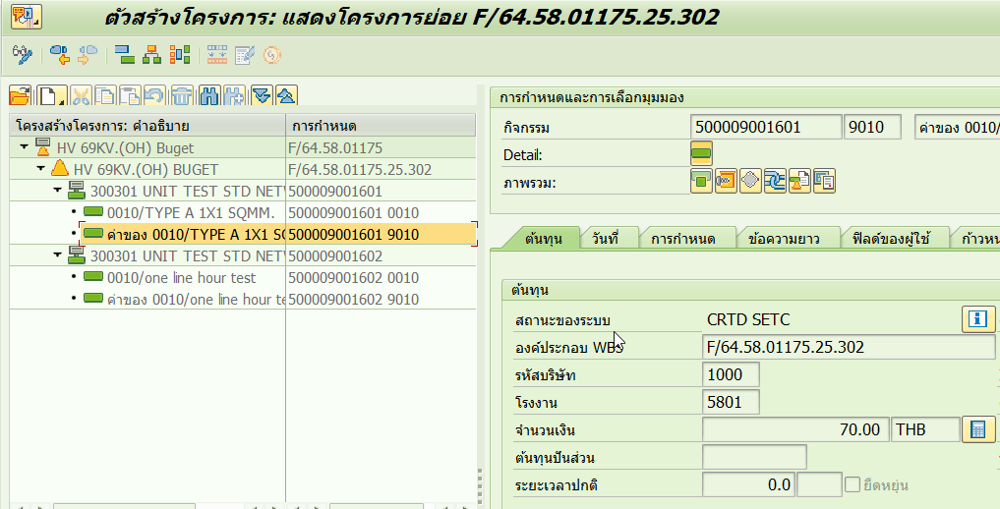 ตัวสร้างโครงการ: แสดงโครงการย่อย F/64.58.01175.25.302
โครงสร้างโครงการ: คำอธิบาย การกำหนด
HV 69KV.(OH) Buget F/64.58.01175
HV 69KV.(OH) BUGET F/64.58.01175.25.302
300301 UNIT TEST STD NET 500009001601
0010/TYPE A 1X1 SQMM. 500009001601 0010
ค่าของ 0010/TYPE A 1X1 SQ 500009001601 9010
300301 UNIT TEST STD NET 500009001602
0010/one line hour test 500009001602 0010
ค่าของ 0010/one line hour te 500009001602 9010
การกำหนดและการเลือกมุมมอง
กิจกรรม 500009001601 9010 ค่าของ 0010/
Detail:
ภาพรวม:
ต้นทุน วันที่ การกำหนด ข้อความยาว ฟิลด์ของผู้ใช้ ก้าวหน
ต้นทุน
สถานะของระบบ CRTD SETC
องค์ประกอบ WBS F/64.58.01175.25.302
รหัสบริษัท 1000
โรงงาน 5801
จำนวนเงิน 70.00 THB
ต้นทุนปันส่วน
ระยะเวลาปกติ 0.0 ยืดหยุ่น